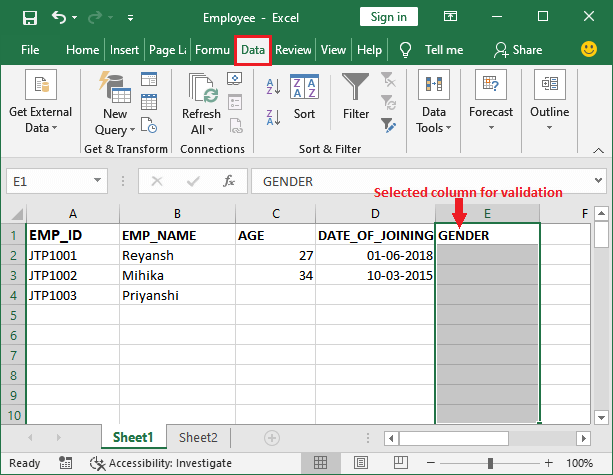 Employee - Excel
Sign in
File Home Insert Page La Formu Data Review View Help Tell me Share
Get External Data
New Query
Refresh All
Sort
Filter
Data Tools
Forecast
Outline
Get & Transform
Connections
Sort & Filter
E1
fx
GENDER
Selected column for validation
A B C D E F
1 EMP_ID EMP_NAME AGE DATE_OF_JOINING GENDER
2 JTP1001 Reyansh 27 01-06-2018
3 JTP1002 Mihika 34 10-03-2015
4 JTP1003 Priyanshi
5
6
7
8
9
10
Sheet1 Sheet2
Ready Accessibility: Investigate 100%